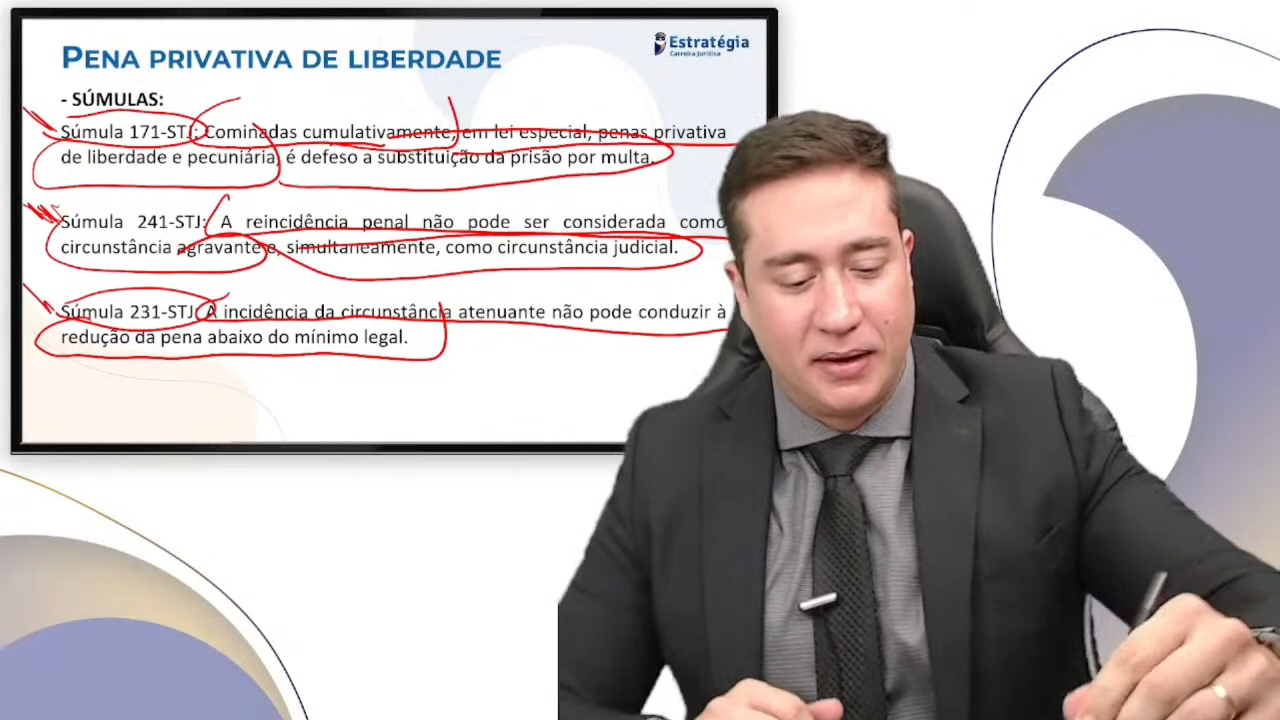 PENA PRIVATIVA DE LIBERDADE
Estratégia
Carreira Jurídica
- SÚMULAS:
Súmula 171-STJ: Cominadas cumulativamente, em lei especial, penas privativa
de liberdade e pecuniária, é defeso a substituição da prisão por multa.
Súmula 241-STJ: A reincidência penal não pode ser considerada como
circunstância agravante e, simultaneamente, como circunstância judicial.
Súmula 231-STJ: A incidência da circunstância atenuante não pode conduzir à
redução da pena abaixo do mínimo legal.